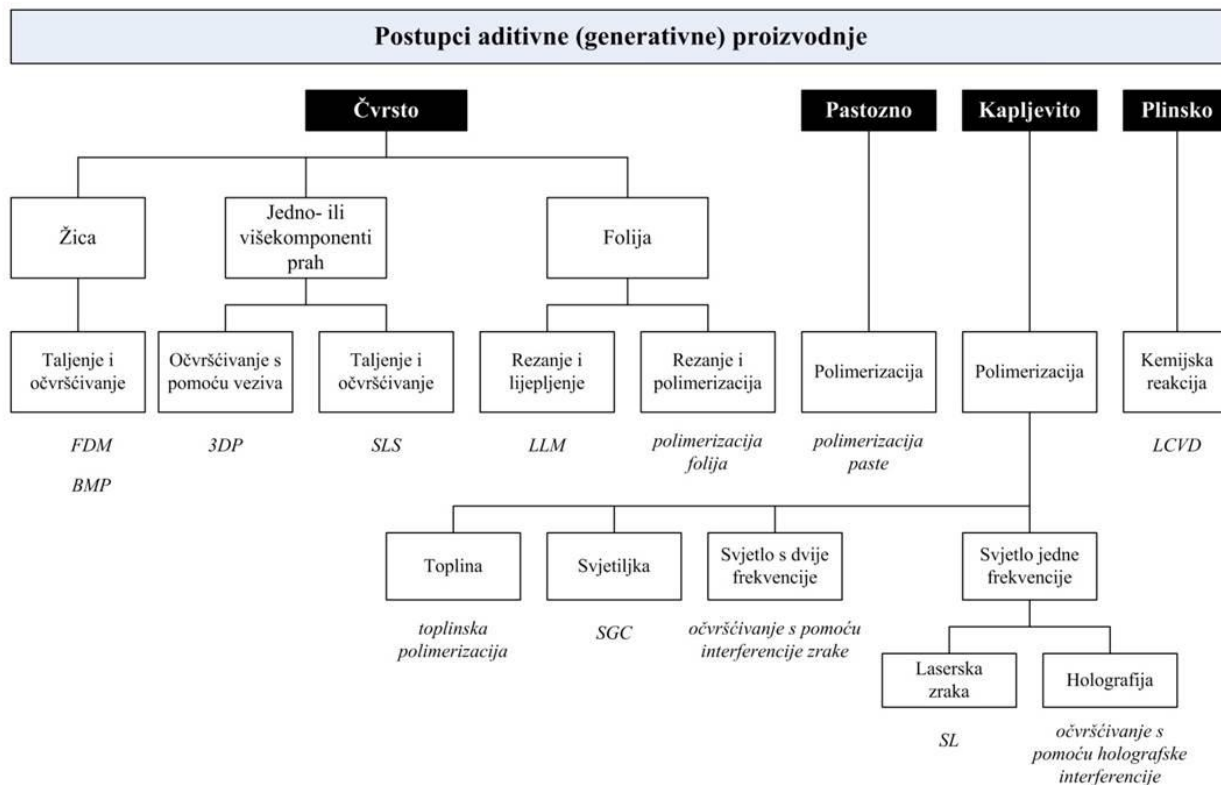 Postupci aditivne (generativne) proizvodnje
Čvrsto
Pastozno
Kapljevito
Plinsko
Žica
Jedno- ili
višekomponenti
prah
Folija
Taljenje i
očvršćivanje
Očvršćivanje s
pomoću veziva
Taljenje i
očvršćivanje
Rezanje i
lijepljenje
Rezanje i
polimerizacija
Polimerizacija
Polimerizacija
Kemijska
reakcija
FDM
BMP
3DP
SLS
LLM
polimerizacija
folija
polimerizacija
paste
LCVD
Toplina
Svjetiljka
Svjetlo s dvije
frekvencije
Svjetlo jedne
frekvencije
toplinska
polimerizacija
SGC
očvršćivanje s pomoću
interferencije zrake
Laserska
zraka
Holografija
SL
očvršćivanje s
pomoću holografske
interferencije